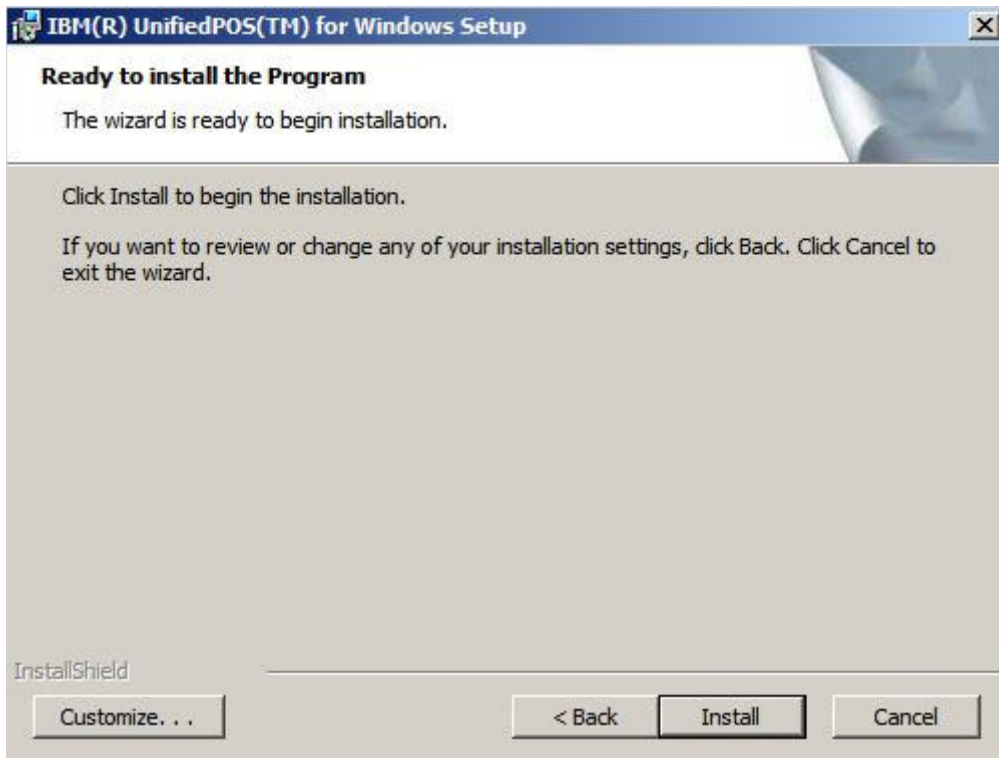 IBM(R) UnifiedPOS(TM) for Windows Setup
Ready to install the Program
The wizard is ready to begin installation.
Click Install to begin the installation.
If you want to review or change any of your installation settings, click Back. Click Cancel to
exit the wizard.
InstallShield
Customize. . .
< Back
Install
Cancel